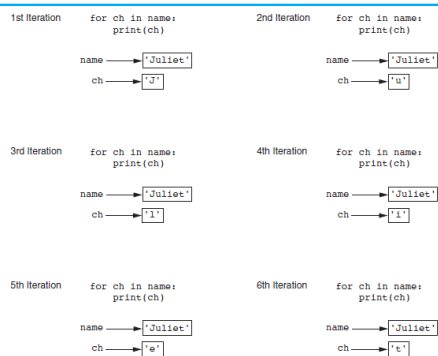 1st Iteration for ch in name:
print(ch)
name 'Juliet'
ch 'J'
2nd Iteration for ch in name:
print(ch)
name 'Juliet'
ch 'u'
3rd Iteration for ch in name:
print(ch)
name 'Juliet'
ch 'l'
4th Iteration for ch in name:
print(ch)
name 'Juliet'
ch 'i'
5th Iteration for ch in name:
print(ch)
name 'Juliet'
ch 'e'
6th Iteration for ch in name:
print(ch)
name 'Juliet'
ch 't'